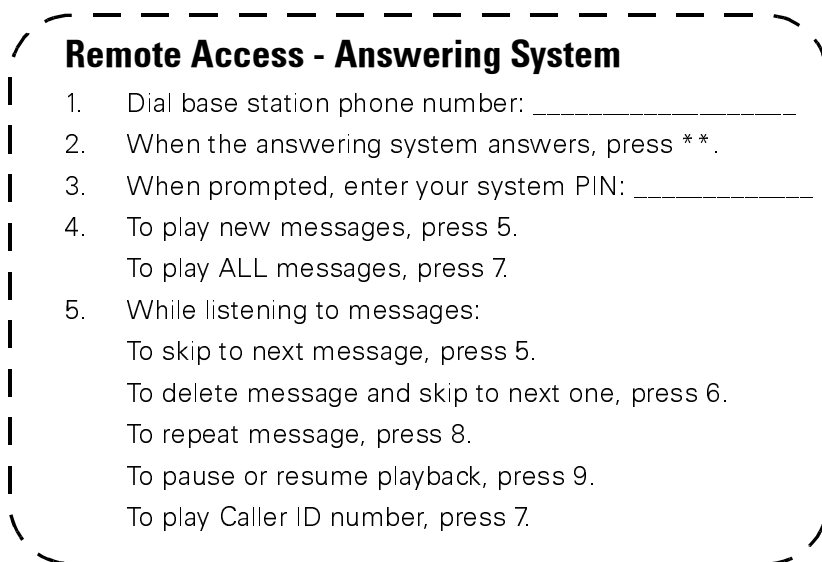 Remote Access - Answering System
1. Dial base station phone number: ___________________
2. When the answering system answers, press **.
3. When prompted, enter your system PIN: _____________
4. To play new messages, press 5.
To play ALL messages, press 7.
5. While listening to messages:
To skip to next message, press 5.
To delete message and skip to next one, press 6.
To repeat message, press 8.
To pause or resume playback, press 9.
To play Caller ID number, press 7.